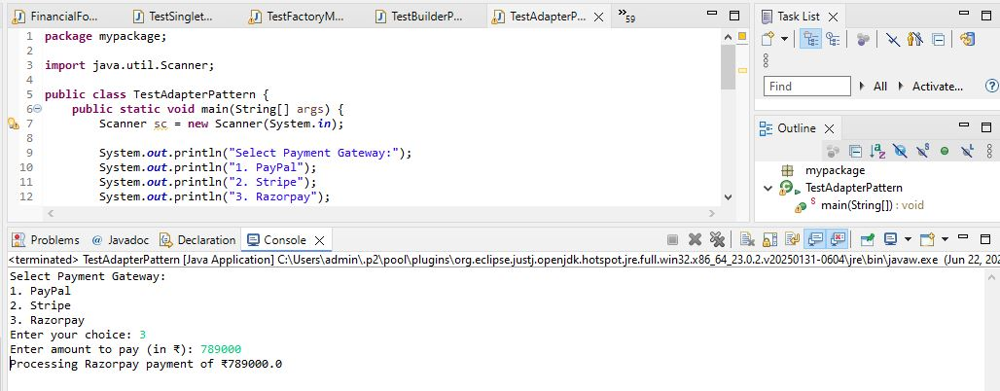 FinancialFo...
TestSinglet...
TestFactoryM...
TestBuilderP...
TestAdapterP...
»59
Task List
1 package mypackage;
2
3 import java.util.Scanner;
4
5 public class TestAdapterPattern {
6 public static void main(String[] args) {
7 Scanner sc = new Scanner(System.in);
8
9 System.out.println("Select Payment Gateway:");
10 System.out.println("1. PayPal");
11 System.out.println("2. Stripe");
12 System.out.println("3. Razorpay");
Find
All
Activate...
Outline
mypackage
TestAdapterPattern
main(String[]) : void
Problems
Javadoc
Declaration
Console
<terminated> TestAdapterPattern [Java Application] C:\Users\admin\.p2\pool\plugins\org.eclipse.justj.openjdk.hotspot.jre.full.win32.x86_64_23.0.2.v20250131-0604\jre\bin\javaw.exe (Jun 22, 202
Select Payment Gateway:
1. PayPal
2. Stripe
3. Razorpay
Enter your choice: 3
Enter amount to pay (in ₹): 789000
Processing Razorpay payment of ₹789000.0